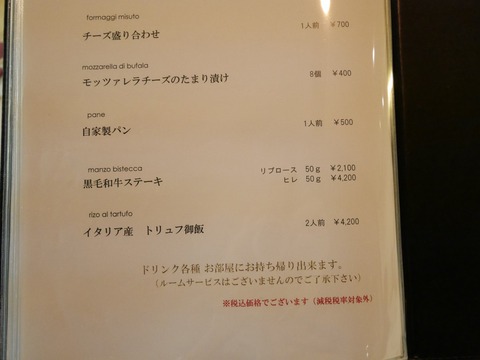 formaggi misuto
チーズ盛り合わせ 1人前 ￥700
mozzarella di bufala
モッツァレラチーズのたまり漬け 8個 ￥400
pane
自家製パン 1人前 ￥500
manzo bistecca
黒毛和牛ステーキ リブロース 50g ￥2,100
ヒレ 50g ￥4,200
rizo al tartufo
イタリア産 トリュフ御飯 2人前 ￥4,200
ドリンク各種 お部屋にお持ち帰り出来ます。
（ルームサービスはございませんのでご了承下さい）
※税込価格でございます（減税税率対象外）